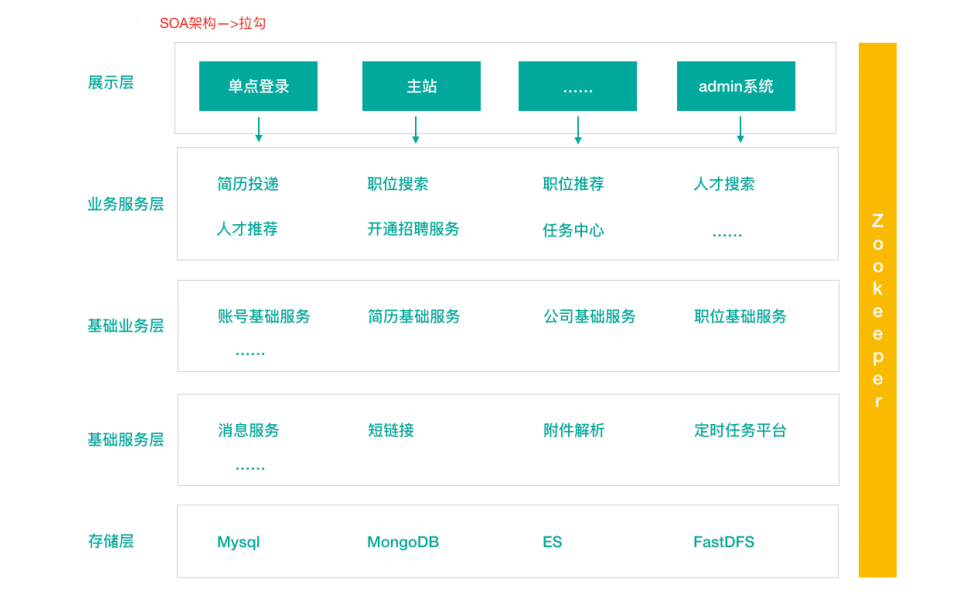 SOA架构—>拉勾
展示层
单点登录 主站 …… admin系统
业务服务层
简历投递 职位搜索 职位推荐 人才搜索
人才推荐 开通招聘服务 任务中心 ……
基础业务层
账号基础服务 简历基础服务 公司基础服务 职位基础服务
……
基础服务层
消息服务 短链接 附件解析 定时任务平台
……
存储层
Mysql MongoDB ES FastDFS
Zookeeper